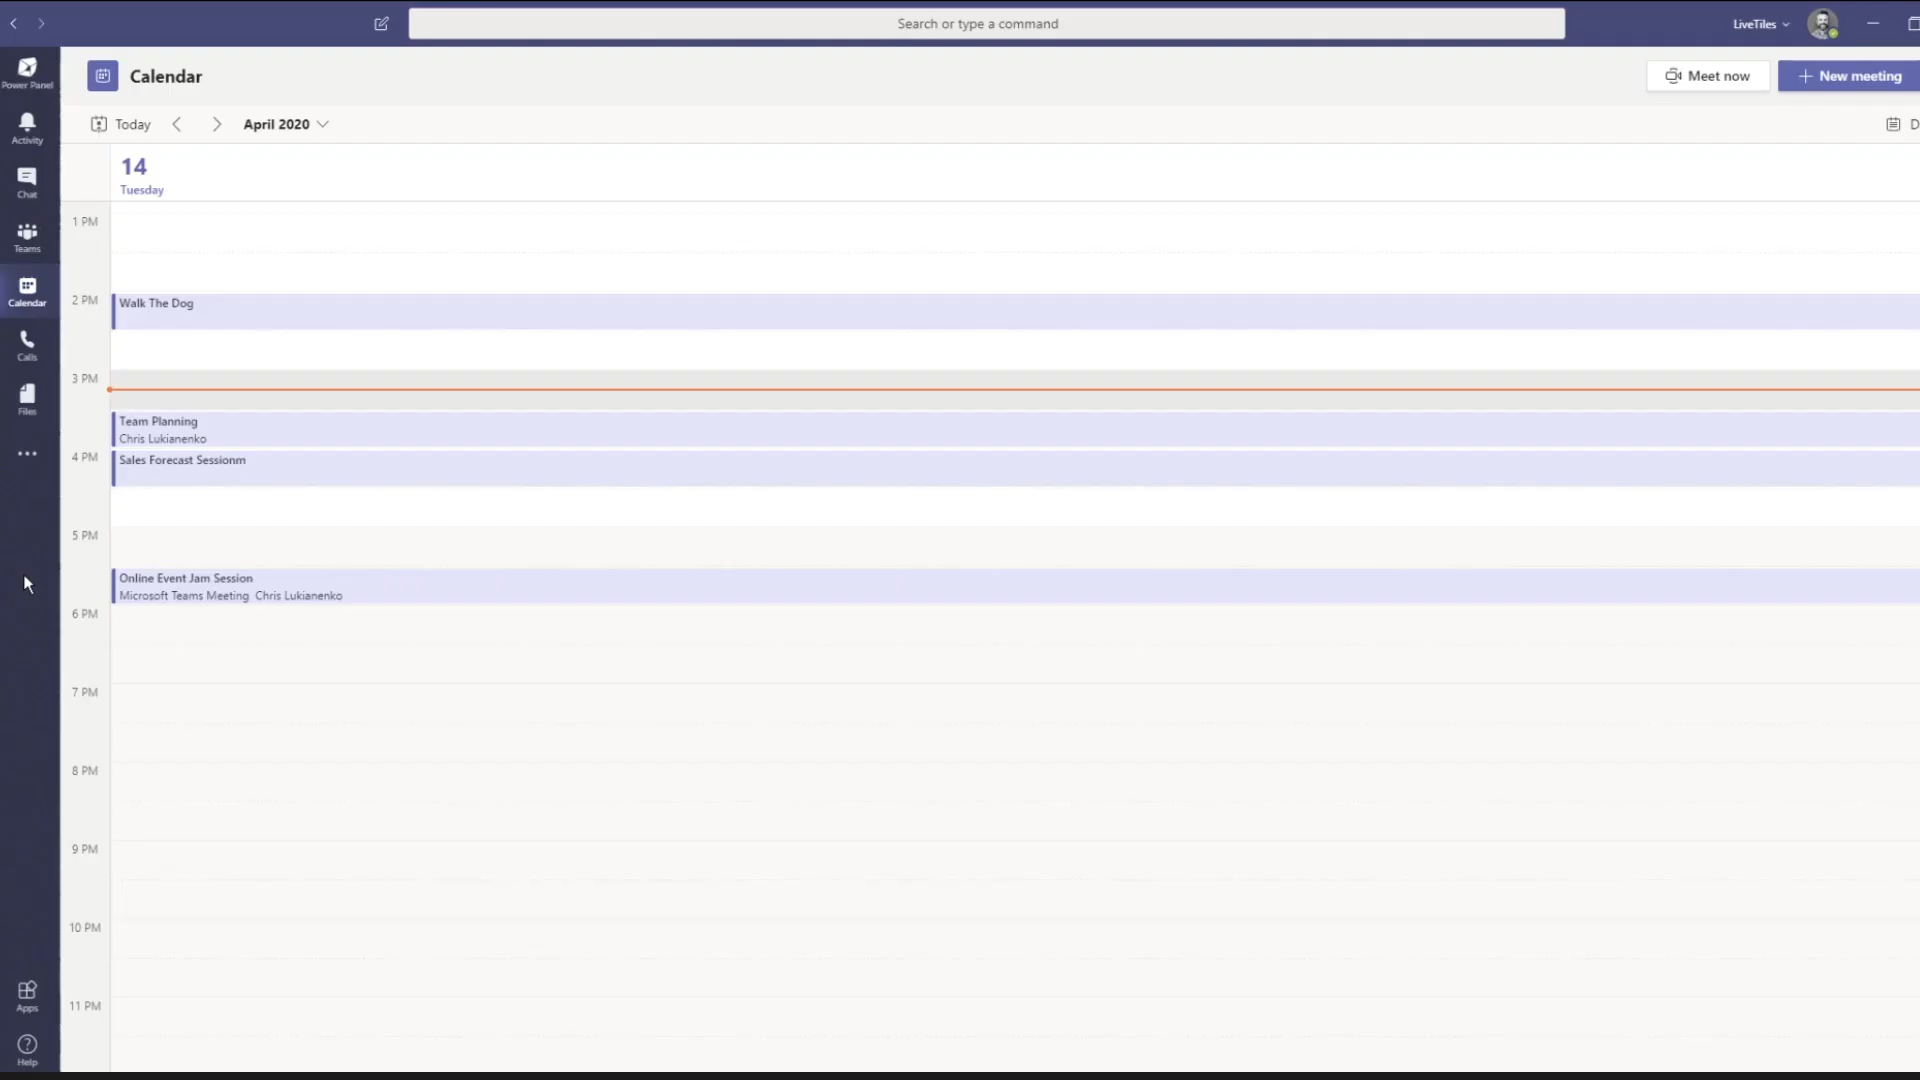 Search or type a command
LiveTiles
Power Panel
Activity
Chat
Teams
Calendar
Calls
Files
Apps
Help
Calendar
Meet now
New meeting
Today
April 2020
D
14
Tuesday
1 PM
2 PM
Walk The Dog
3 PM
Team Planning
Chris Lukianenko
4 PM
Sales Forecast Sessionm
5 PM
Online Event Jam Session
Microsoft Teams Meeting Chris Lukianenko
6 PM
7 PM
8 PM
9 PM
10 PM
11 PM